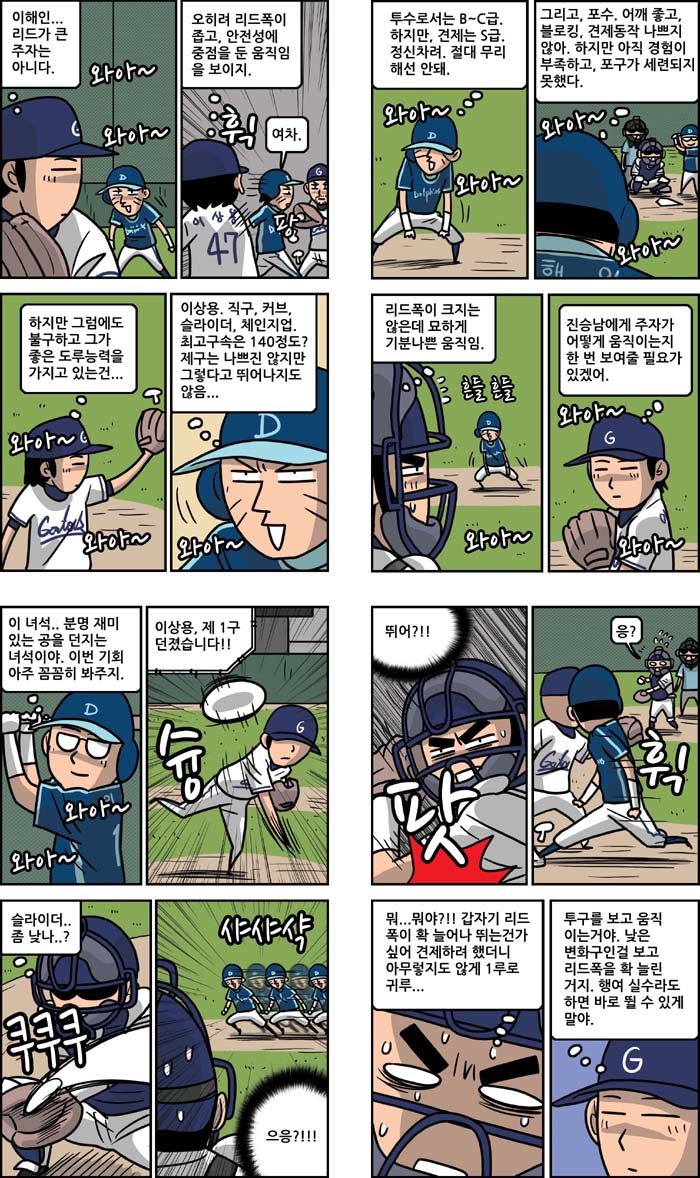 이해인...
리드가 큰
주자는
아니다.
와아~
와아~
G
D
Dolphins
오히려 리드폭이
좁고, 안전성에
중점을 둔 움직임
을 보이지.
휙
여차.
팡
G
이상용
47
하지만 그럼에도
불구하고 그가
좋은 도루능력을
가지고 있는건...
와아~
G
Goators
와아~
이상용. 직구, 커브,
슬라이더, 체인지업.
최고구속은 140정도?
제구는 나쁘진 않지만
그렇다고 뛰어나지도
않음...
D
와아~
투수로서는 B~C급.
하지만, 견제는 S급.
정신차려. 절대 무리
해선 안돼.
와아~
D
Dolphins
와아~
그리고, 포수. 어깨 좋고,
블로킹, 견제동작 나쁘지
않아. 하지만 아직 경험이
부족하고, 포구가 세련되지
못했다.
와아~
와아~
해
리드폭이 크지는
않은데 묘하게
기분나쁜 움직임.
흔들 흔들
와아~
진승남에게 주자가
어떻게 움직이는지
한 번 보여줄 필요가
있겠어.
와아~
G
이 녀석.. 분명 재미
있는 공을 던지는
녀석이야. 이번 기회
아주 꼼꼼히 봐주지.
D
와아~
와아~
이상용, 제 1구
던졌습니다!!
G
슝
슬라이더..
좀 낮나..?
쿠쿠쿠
샤샤샥
으응?!!!
뛰어?!!
팟
응?
휙
뭐...뭐야?!! 갑자기 리드
폭이 확 늘어나 뛰는건가
싶어 견제하려 했더니
아무렇지도 않게 1루로
귀루...
투구를 보고 움직
이는거야. 낮은
변화구인걸 보고
리드폭을 확 늘린
거지. 행여 실수라도
하면 바로 뛸 수 있게
말야.
G